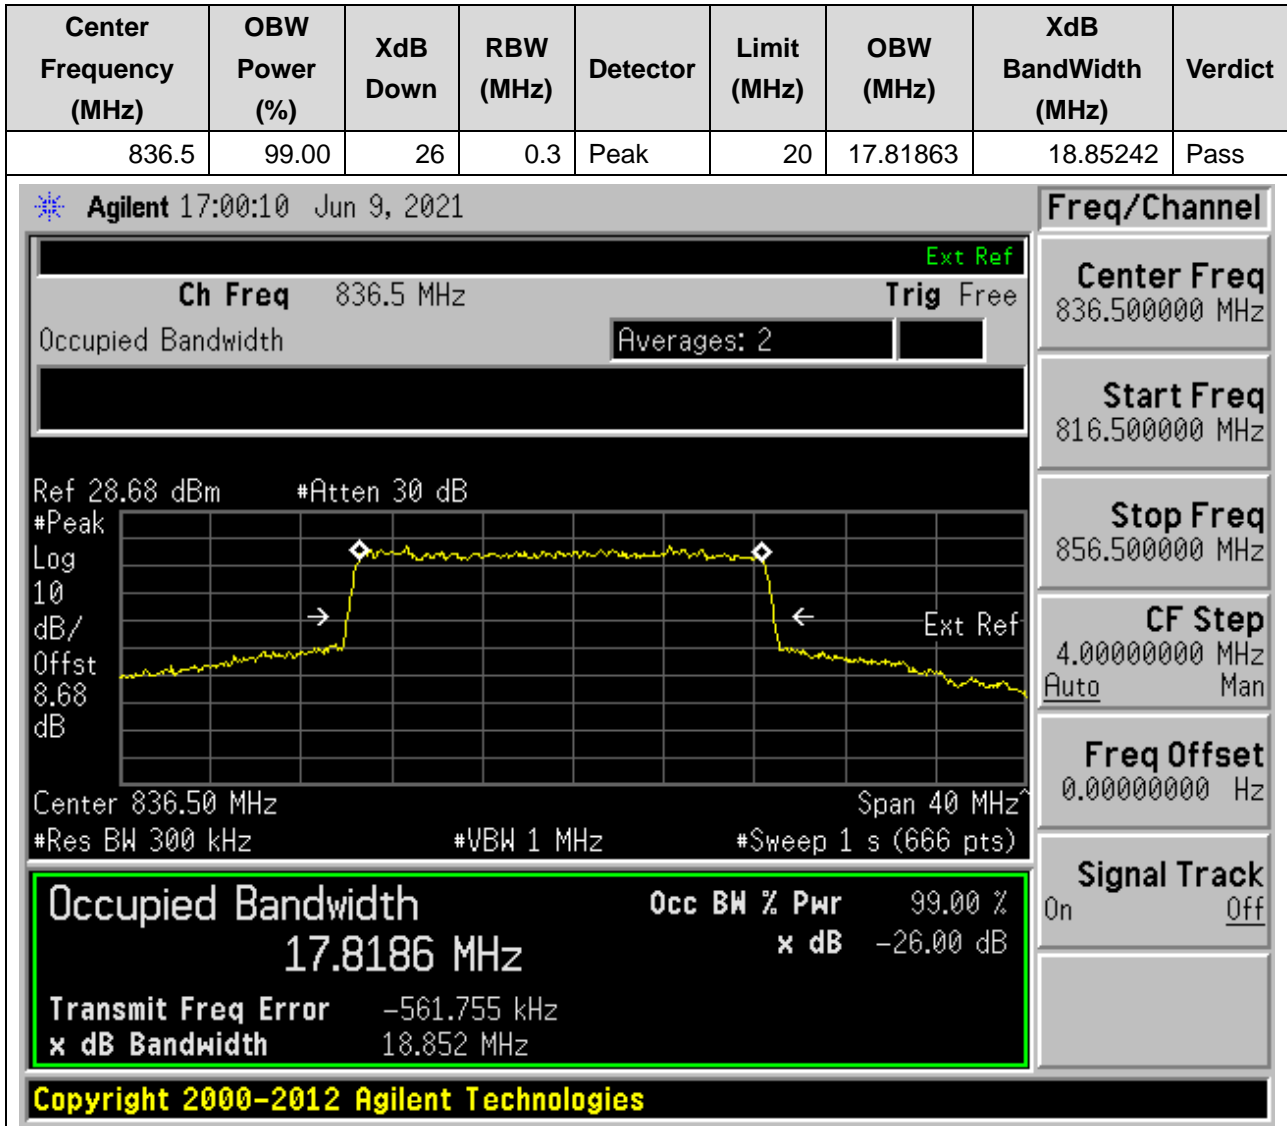 Center Frequency (MHz) OBW Power (%) XdB Down RBW (MHz) Detector Limit (MHz) OBW (MHz) XdB BandWidth (MHz) Verdict
836.5 99.00 26 0.3 Peak 20 17.81863 18.85242 Pass
Agilent 17:00:10 Jun 9, 2021
Ext Ref
Ch Freq 836.5 MHz Trig Free
Occupied Bandwidth Averages: 2
Ref 28.68 dBm #Atten 30 dB
#Peak
Log
10
dB/
Offst
8.68
dB
Ext Ref
Center 836.50 MHz Span 40 MHz^
#Res BW 300 kHz #VBW 1 MHz #Sweep 1 s (666 pts)
Occupied Bandwidth Occ BW % Pwr 99.00 %
17.8186 MHz x dB -26.00 dB
Transmit Freq Error -561.755 kHz
x dB Bandwidth 18.852 MHz
Copyright 2000-2012 Agilent Technologies
Freq/Channel
Center Freq
836.500000 MHz
Start Freq
816.500000 MHz
Stop Freq
856.500000 MHz
CF Step
4.00000000 MHz
Auto Man
Freq Offset
0.00000000 Hz
Signal Track
On Off